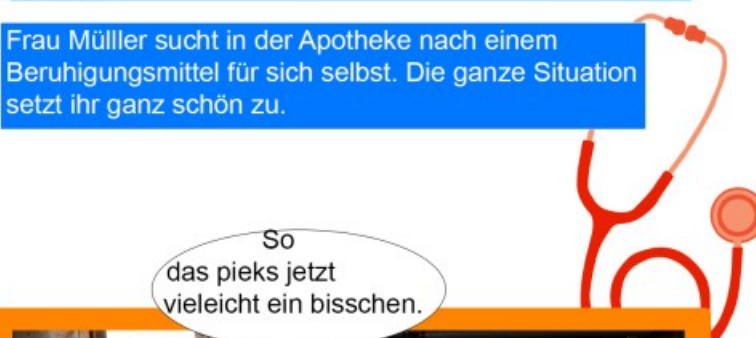 Frau Mülller sucht in der Apotheke nach einem
Beruhigungsmittel für sich selbst. Die ganze Situation
setzt ihr ganz schön zu.
So
das pieks jetzt
vieleicht ein bisschen.